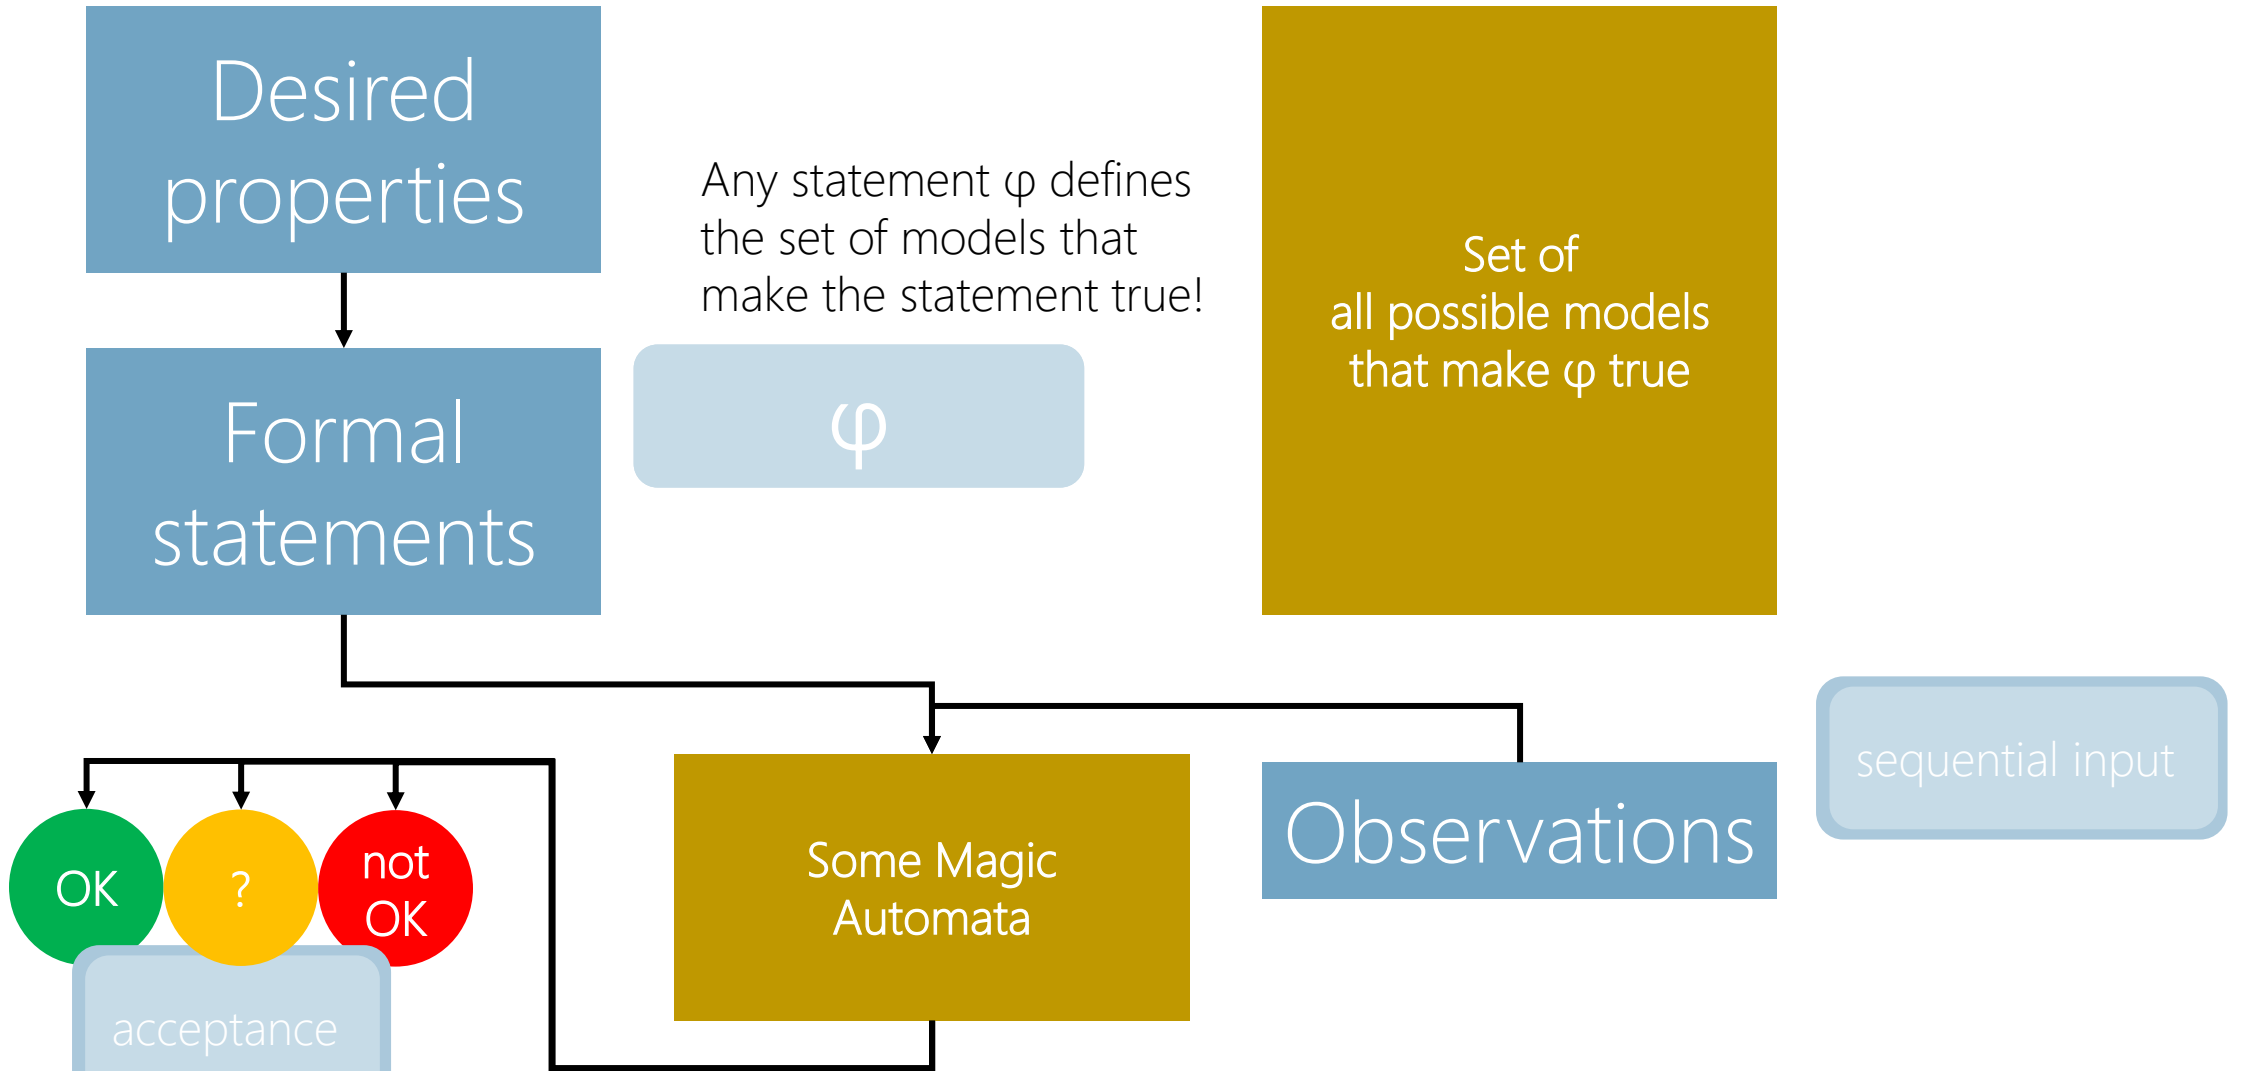 Desired
properties
Any statement φ defines
the set of models that
make the statement true!
Set of
all possible models
that make φ true
Formal
statements
φ
sequential input
Observations
Some Magic
Automata
OK
?
not
OK
acceptance